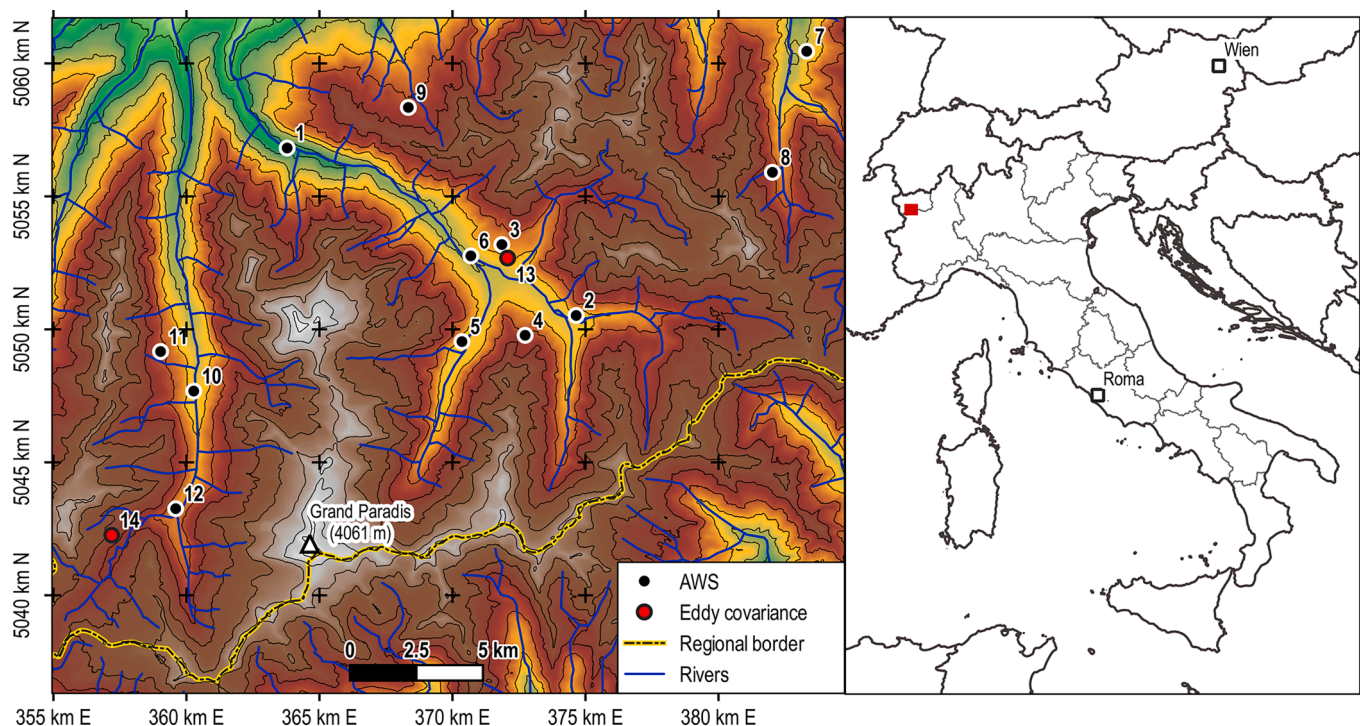 5060 km N
5055 km N
5050 km N
5045 km N
5040 km N
7
9
1
8
3
6
13
2
4
5
11
10
12
14
Grand Paradis
(4061 m)
0 2.5 5 km
AWS
Eddy covariance
Regional border
Rivers
355 km E 360 km E 365 km E 370 km E 375 km E 380 km E
Wien
Roma